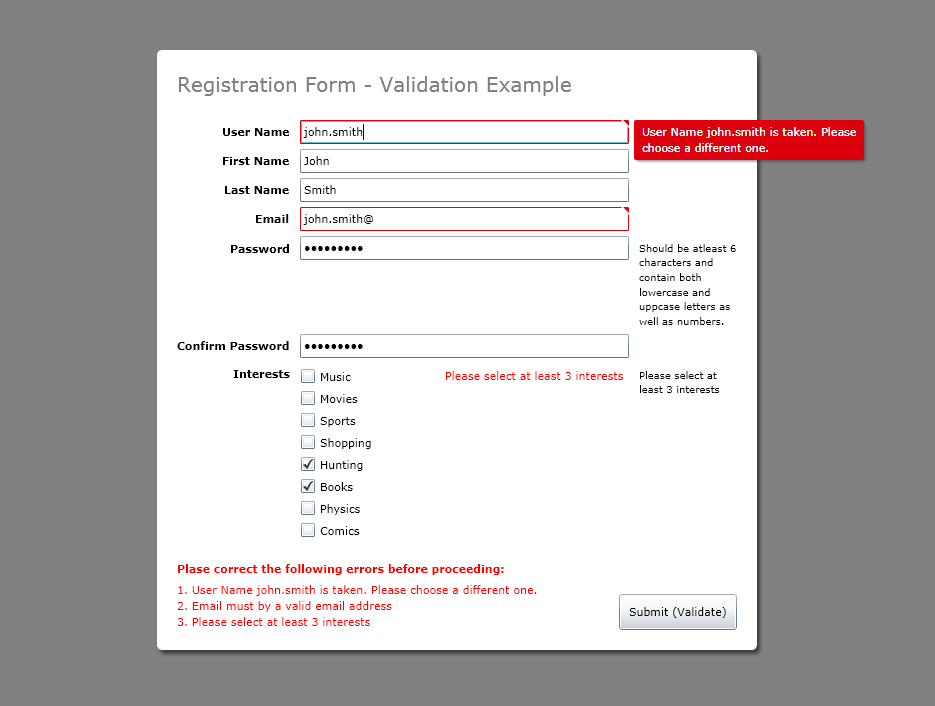 Registration Form - Validation Example
User Name
john.smith
User Name john.smith is taken. Please
choose a different one.
First Name
John
Last Name
Smith
Email
john.smith@
Password
•••••••••
Should be atleast 6
characters and
contain both
lowercase and
uppcase letters as
well as numbers.
Confirm Password
•••••••••
Interests
Music
Please select at least 3 interests
Please select at
least 3 interests
Movies
Sports
Shopping
Hunting
Books
Physics
Comics
Plase correct the following errors before proceeding:
1. User Name john.smith is taken. Please choose a different one.
2. Email must by a valid email address
3. Please select at least 3 interests
Submit (Validate)